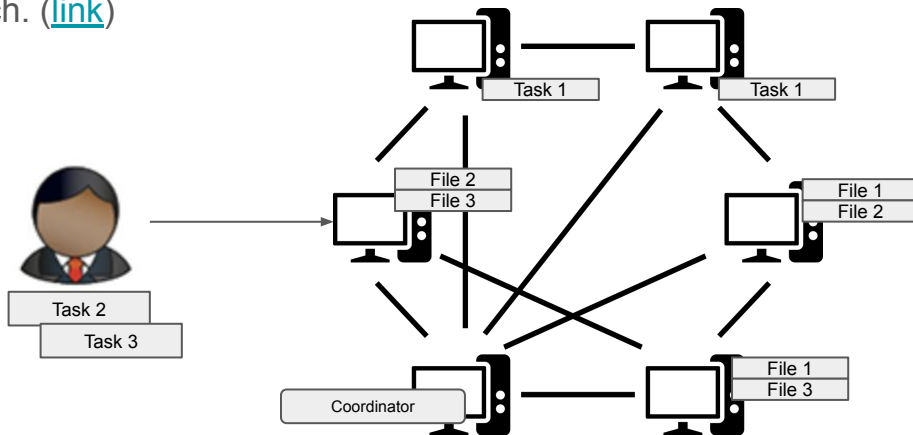 ch. (link)
Task 1
Task 1
File 2
File 3
File 1
File 2
Task 2
Task 3
Coordinator
File 1
File 3